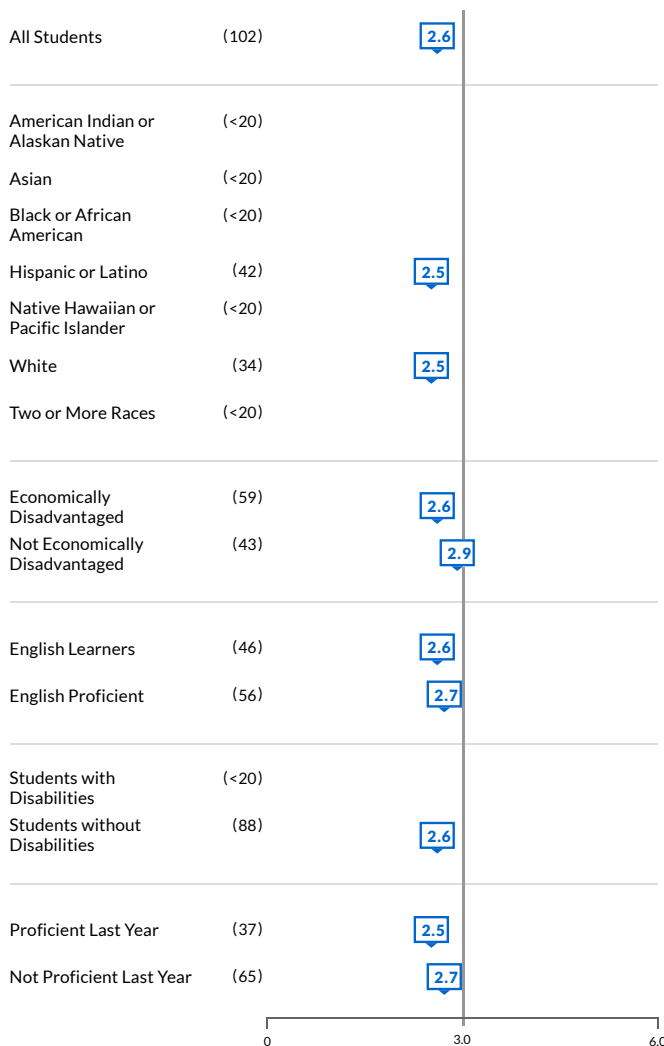 All Students (102) 2.6
American Indian or (<20)
Alaskan Native
Asian (<20)
Black or African (<20)
American
Hispanic or Latino (42) 2.5
Native Hawaiian or (<20)
Pacific Islander
White (34) 2.5
Two or More Races (<20)
Economically (59) 2.6
Disadvantaged
Not Economically (43) 2.9
Disadvantaged
English Learners (46) 2.6
English Proficient (56) 2.7
Students with (<20)
Disabilities
Students without (88) 2.6
Disabilities
Proficient Last Year (37) 2.5
Not Proficient Last Year (65) 2.7
0 3.0 6.0